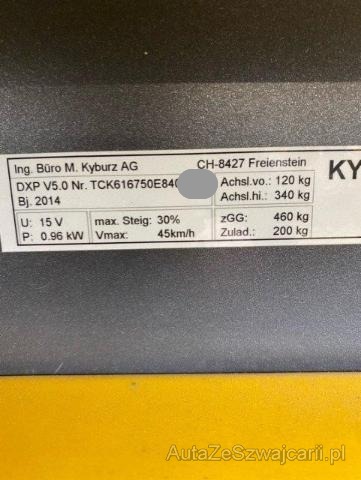 Ing. Büro M. Kyburz AG CH-8427 Freienstein
DXP V5.0 Nr. TCK616750E840
Bj. 2014
Achsl.vo.: 120 kg
Achsl.hi.: 340 kg
U: 15 V max. Steig: 30% zGG: 460 kg
P: 0.96 kW Vmax: 45km/h Zulad.: 200 kg
KY
AutaZeSzwajcarii.pl